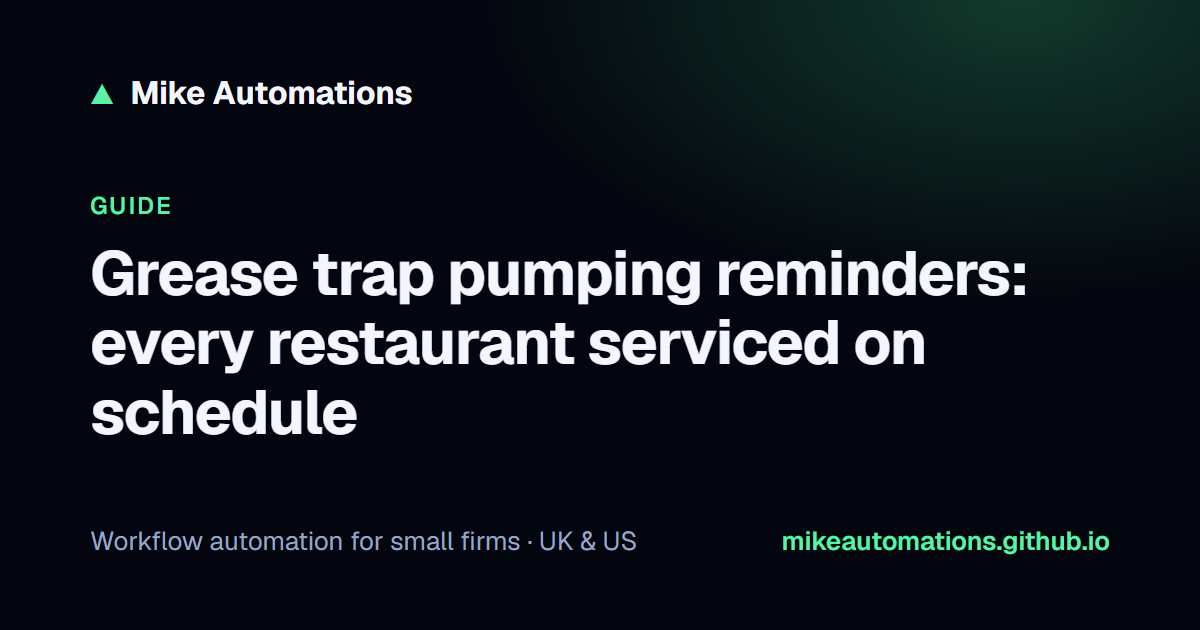 Mike Automations
GUIDE
Grease trap pumping reminders:
every restaurant serviced on
schedule
Workflow automation for small firms · UK & US
mikeautomations.github.io